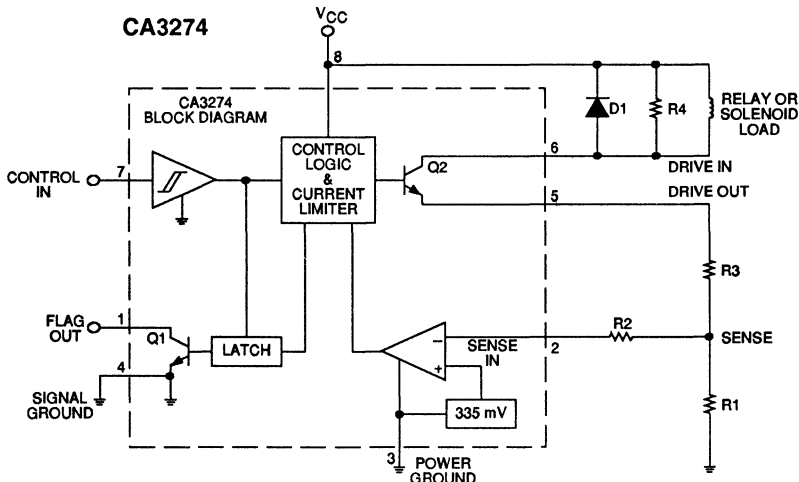 CA3274
VCC
8
CA3274
BLOCK DIAGRAM
D1
R4
RELAY OR
SOLENOID
LOAD
CONTROL
LOGIC
&
CURRENT
LIMITER
Q2
6
DRIVE IN
CONTROL
IN
7
DRIVE OUT
5
R3
FLAG
OUT
1
Q1
LATCH
SENSE
IN
−
+
2
R2
SENSE
4
SIGNAL
GROUND
335 mV
R1
3
POWER
GROUND